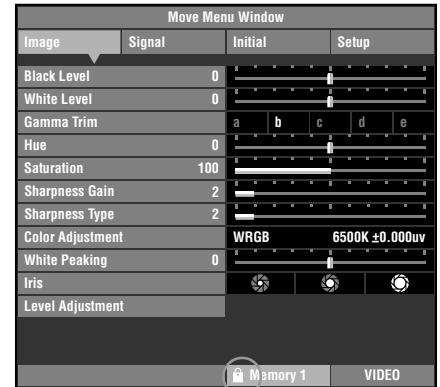 Move Menu Window
Image Signal Initial Setup
Black Level 0
White Level 0
Gamma Trim a b c d e
Hue 0
Saturation 100
Sharpness Gain 2
Sharpness Type 2
Color Adjustment WRGB 6500K ±0.000uv
White Peaking 0
Iris
Level Adjustment
Memory 1 VIDEO